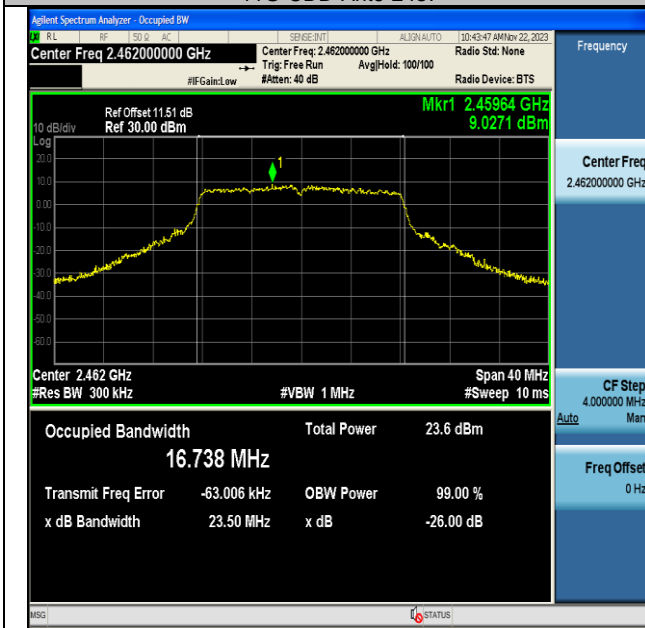 Agilent Spectrum Analyzer - Occupied BW
RL RF 50 Ω AC SENSE:INT ALIGN AUTO 10:43:47 AM Nov 22, 2023
Center Freq 2.462000000 GHz Center Freq: 2.462000000 GHz Radio Std: None
Trig: Free Run Avg|Hold: 100/100
#IFGain:Low #Atten: 40 dB Radio Device: BTS
Frequency
Ref Offset 11.51 dB Mkr1 2.45964 GHz
10 dB/div Ref 30.00 dBm 9.0271 dBm
Log
20.0
1
10.0
0.00
-10.0
-20.0
-30.0
-40.0
-50.0
-60.0
Center 2.462 GHz Span 40 MHz
#Res BW 300 kHz #VBW 1 MHz #Sweep 10 ms
Occupied Bandwidth Total Power 23.6 dBm
16.738 MHz
Transmit Freq Error -63.006 kHz OBW Power 99.00 %
x dB Bandwidth 23.50 MHz x dB -26.00 dB
Center Freq
2.462000000 GHz
CF Step
4.000000 MHz
Auto Man
Freq Offset
0 Hz
MSG STATUS